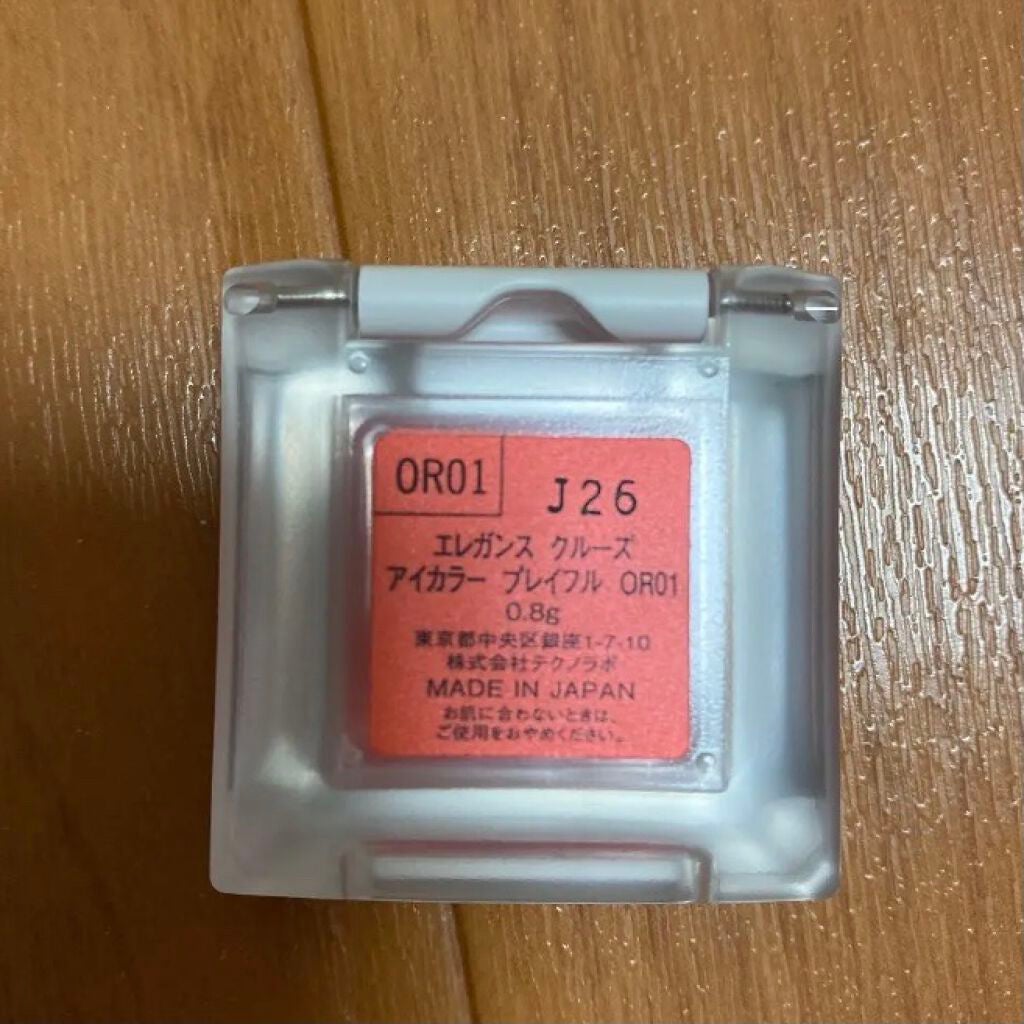 OR01
J26
エレガンス クルーズ
アイカラー プレイフル OR01
0.8g
東京都中央区銀座1-7-10
株式会社テクノラボ
MADE IN JAPAN
お肌に合わないときは、
ご使用をおやめください。